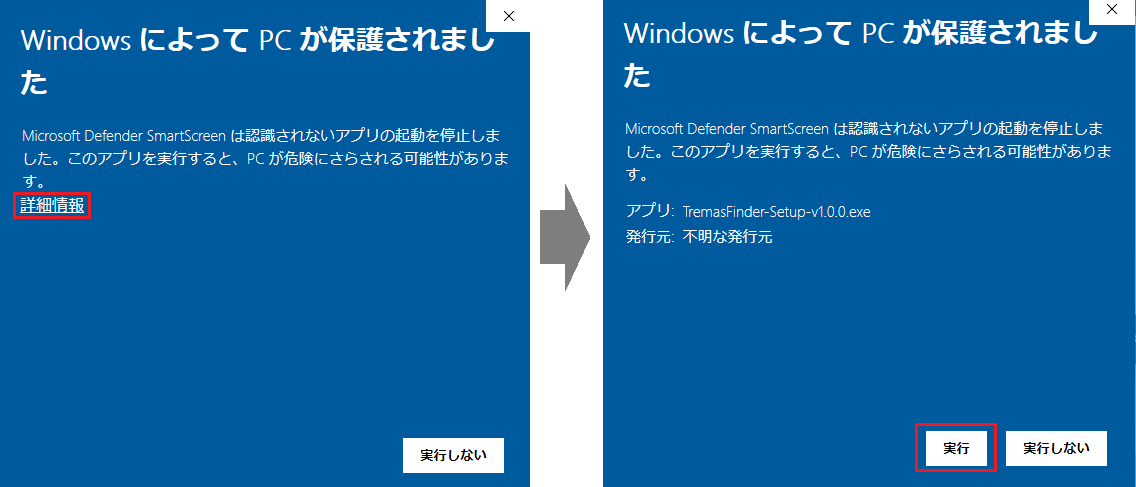 Windows によって PC が保護されまし
た
Microsoft Defender SmartScreen は認識されないアプリの起動を停止しま
した。このアプリを実行すると、PC が危険にさらされる可能性がありま
す。
詳細情報
実行しない
Windows によって PC が保護されまし
た
Microsoft Defender SmartScreen は認識されないアプリの起動を停止しま
した。このアプリを実行すると、PC が危険にさらされる可能性がありま
す。
アプリ: TremasFinder-Setup-v1.0.0.exe
発行元: 不明な発行元
実行 実行しない